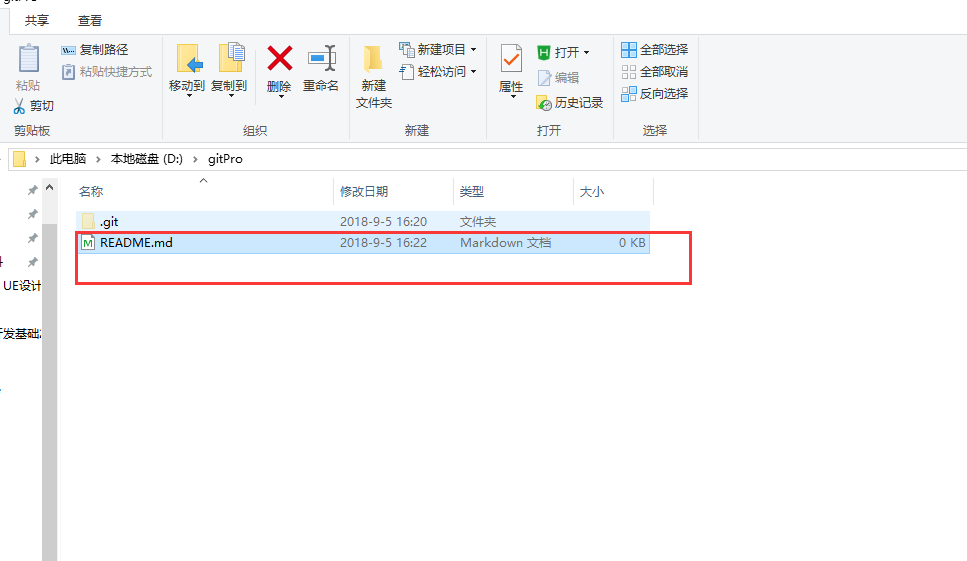 共享 查看
复制路径
粘贴快捷方式
粘贴
剪切
剪贴板
移动到 复制到 删除 重命名
组织
新建项目
轻松访问
新建
文件夹
新建
属性
打开
编辑
历史记录
打开
全部选择
全部取消
反向选择
选择
此电脑 本地磁盘 (D:) gitPro
名称 修改日期 类型 大小
.git 2018-9-5 16:20 文件夹
README.md 2018-9-5 16:22 Markdown 文档 0 KB
UE设计
发基础